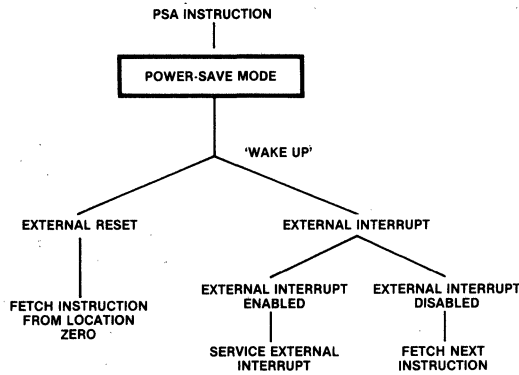 PSA INSTRUCTION
POWER-SAVE MODE
'WAKE UP'
EXTERNAL RESET
EXTERNAL INTERRUPT
FETCH INSTRUCTION
FROM LOCATION
ZERO
EXTERNAL INTERRUPT
ENABLED
EXTERNAL INTERRUPT
DISABLED
SERVICE EXTERNAL
INTERRUPT
FETCH NEXT
INSTRUCTION